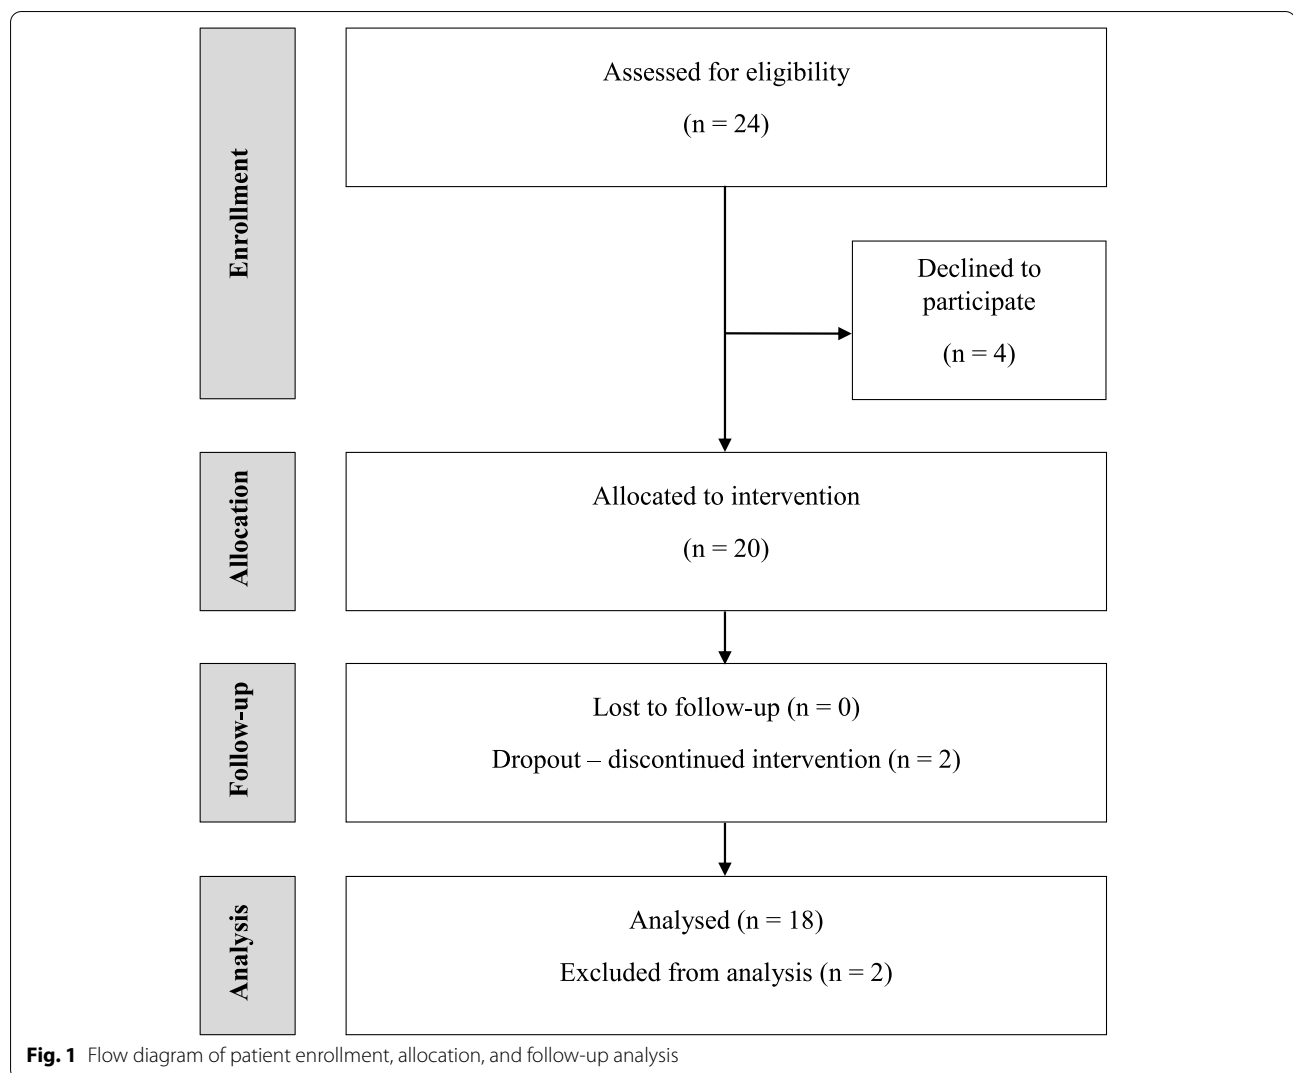 Enrollment
Assessed for eligibility
(n = 24)
Declined to
participate
(n = 4)
Allocation
Allocated to intervention
(n = 20)
Follow-up
Lost to follow-up (n = 0)
Dropout – discontinued intervention (n = 2)
Analysis
Analysed (n = 18)
Excluded from analysis (n = 2)
Fig. 1 Flow diagram of patient enrollment, allocation, and follow-up analysis